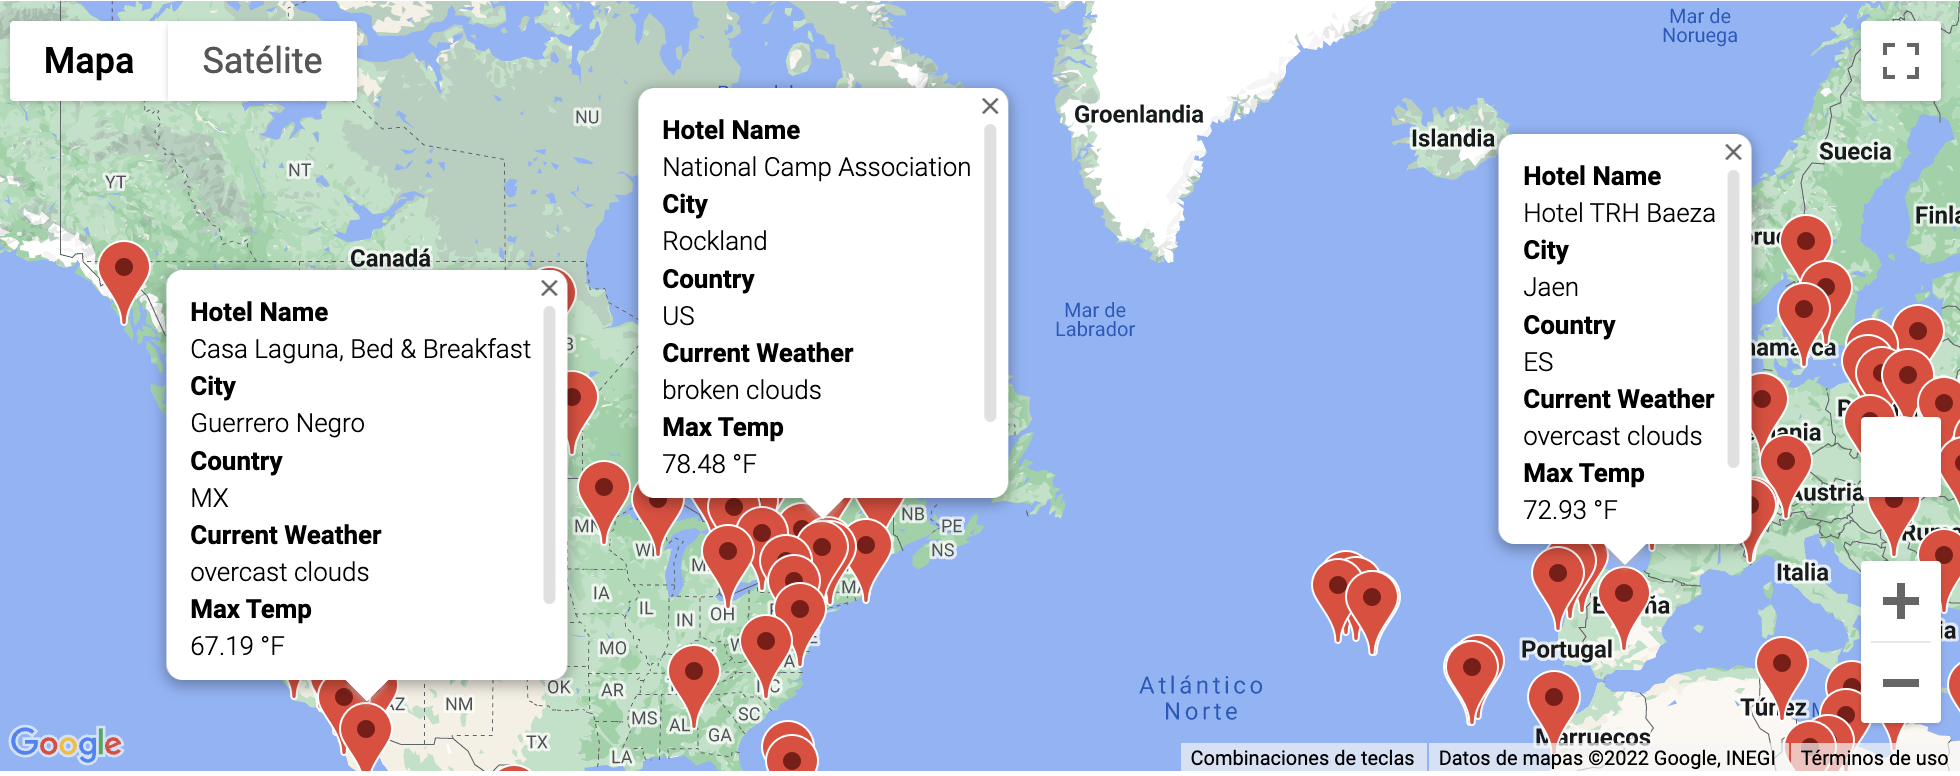 Mapa
Satélite
Mar de
Noruega
NU
Groenlandia
Islandia
Suecia
YT
NT
Canadá
Mar de
Labrador
Hotel Name
National Camp Association
City
Rockland
Country
US
Current Weather
broken clouds
Max Temp
78.48 °F
Hotel Name
Hotel TRH Baeza
City
Jaen
Country
ES
Current Weather
overcast clouds
Max Temp
72.93 °F
Hotel Name
Casa Laguna, Bed & Breakfast
City
Guerrero Negro
Country
MX
Current Weather
overcast clouds
Max Temp
67.19 °F
NB
PE
NS
MN
WI
IA
IL
IN
OH
MO
OK
AR
NM
TX
MS
AL
GA
SC
LA
Austria
Italia
España
Portugal
Túnez
Marruecos
Atlántico
Norte
Google
Combinaciones de teclas
Datos de mapas ©2022 Google, INEGI
Términos de uso